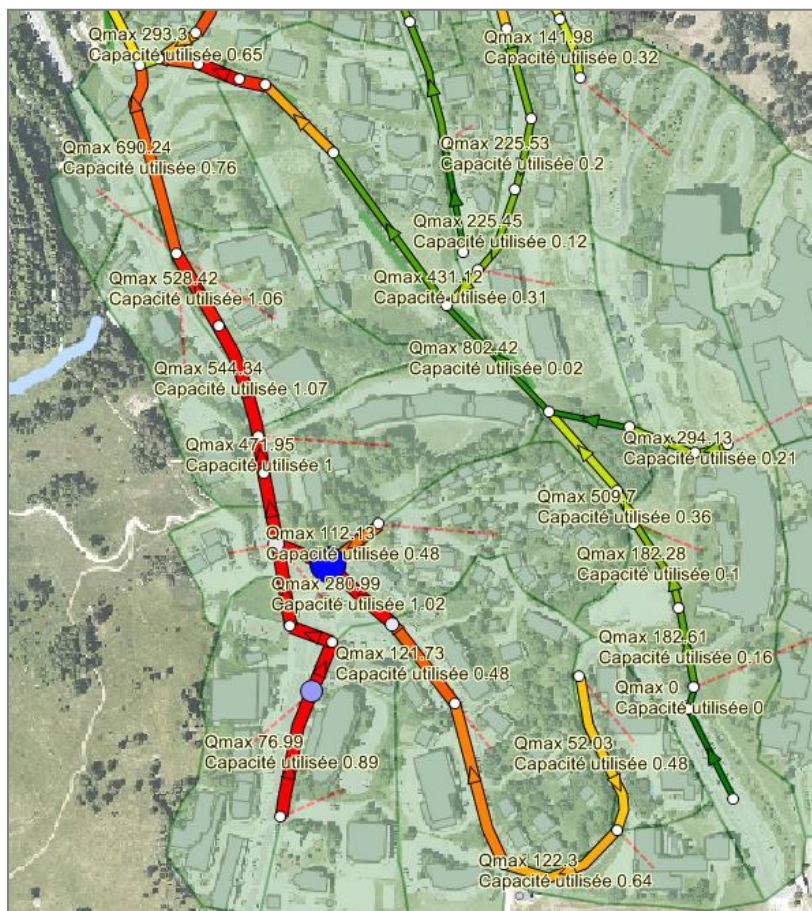 Qmax 293.3
Capacité utilisée 0.65
Qmax 141.98
Capacité utilisée 0.32
Qmax 690.24
Capacité utilisée 0.76
Qmax 225.53
Capacité utilisée 0.2
Qmax 225.45
Capacité utilisée 0.12
Qmax 528.42
Capacité utilisée 1.06
Qmax 431.12
Capacité utilisée 0.31
Qmax 802.42
Capacité utilisée 0.02
Qmax 544.34
Capacité utilisée 1.07
Qmax 294.13
Capacité utilisée 0.21
Qmax 471.95
Capacité utilisée 1
Qmax 509.7
Capacité utilisée 0.36
Qmax 112.13
Capacité utilisée 0.48
Qmax 182.28
Capacité utilisée 0.1
Qmax 280.99
Capacité utilisée 1.02
Qmax 182.61
Capacité utilisée 0.16
Qmax 121.73
Capacité utilisée 0.48
Qmax 0
Capacité utilisée 0
Qmax 76.99
Capacité utilisée 0.89
Qmax 52.03
Capacité utilisée 0.48
Qmax 122.3
Capacité utilisée 0.64